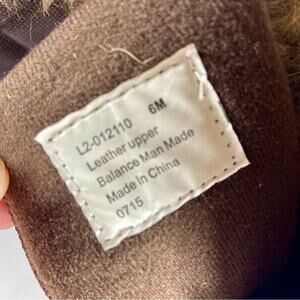 L2-012110 6M
Leather upper
Balance Man Made
Made in China
0715